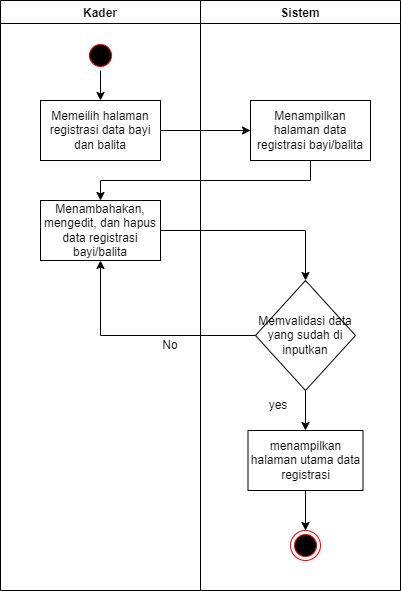 Kader
Sistem
Memeilih halaman
registrasi data bayi
dan balita
Menampilkan
halaman data
registrasi bayi/balita
Menambahakan,
mengedit, dan hapus
data registrasi
bayi/balita
Memvalidasi data
yang sudah di
inputkan
No
yes
menampilkan
halaman utama data
registrasi